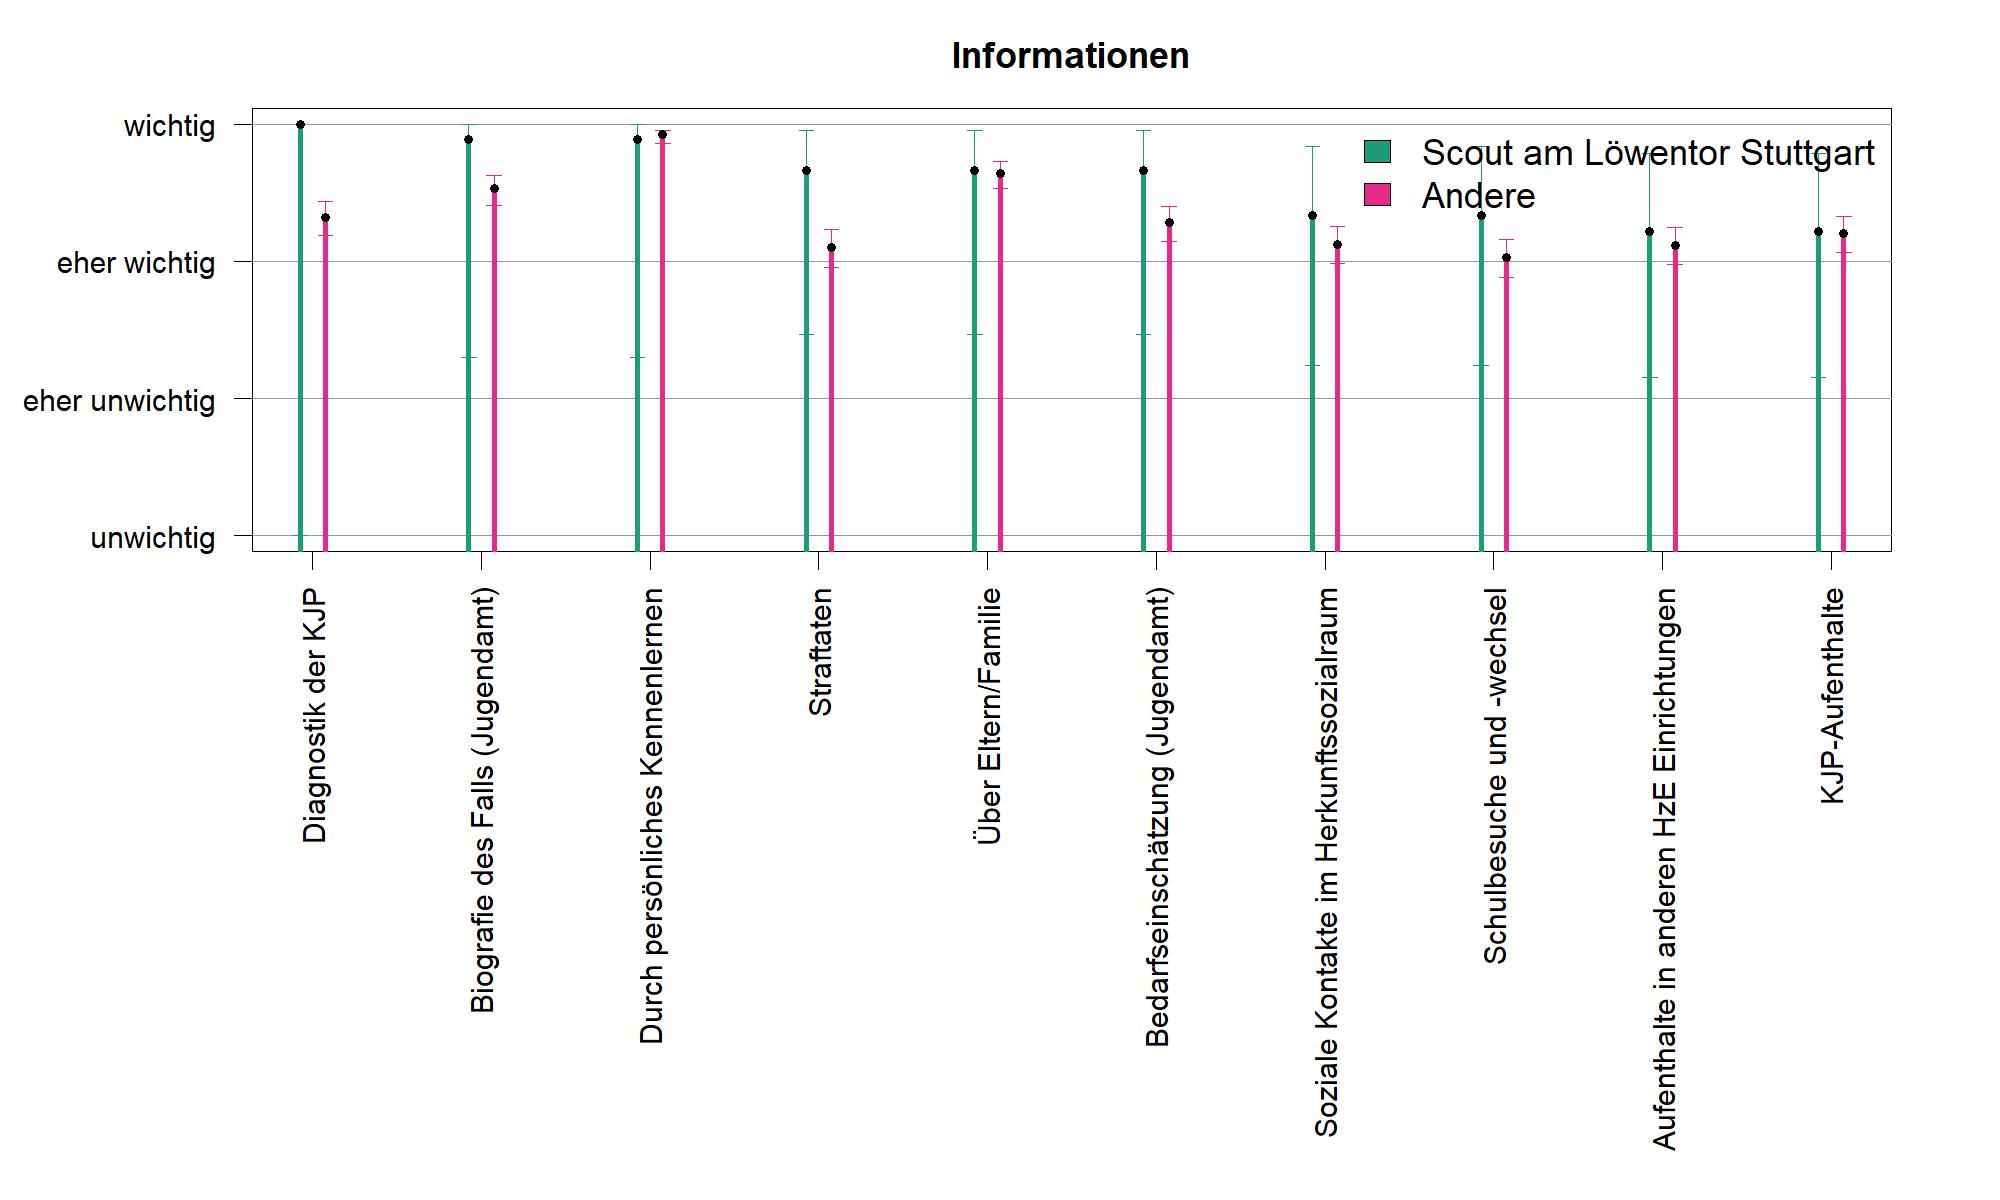 Informationen
wichtig
eher wichtig
eher unwichtig
unwichtig
Scout am Löwentor Stuttgart
Andere
Diagnostik der KJP
Biografie des Falls (Jugendamt)
Durch persönliches Kennenlernen
Straftaten
Über Eltern/Familie
Bedarfseinschätzung (Jugendamt)
Soziale Kontakte im Herkunftssozialraum
Schulbesuche und -wechsel
Aufenthalte in anderen HzE Einrichtungen
KJP-Aufenthalte